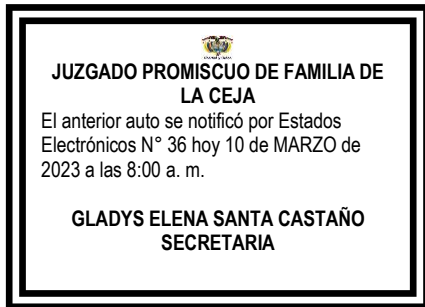 JUZGADO PROMISCUO DE FAMILIA DE
LA CEJA
El anterior auto se notificó por Estados
Electrónicos N° 36 hoy 10 de MARZO de
2023 a las 8:00 a. m.
GLADYS ELENA SANTA CASTAÑO
SECRETARIA